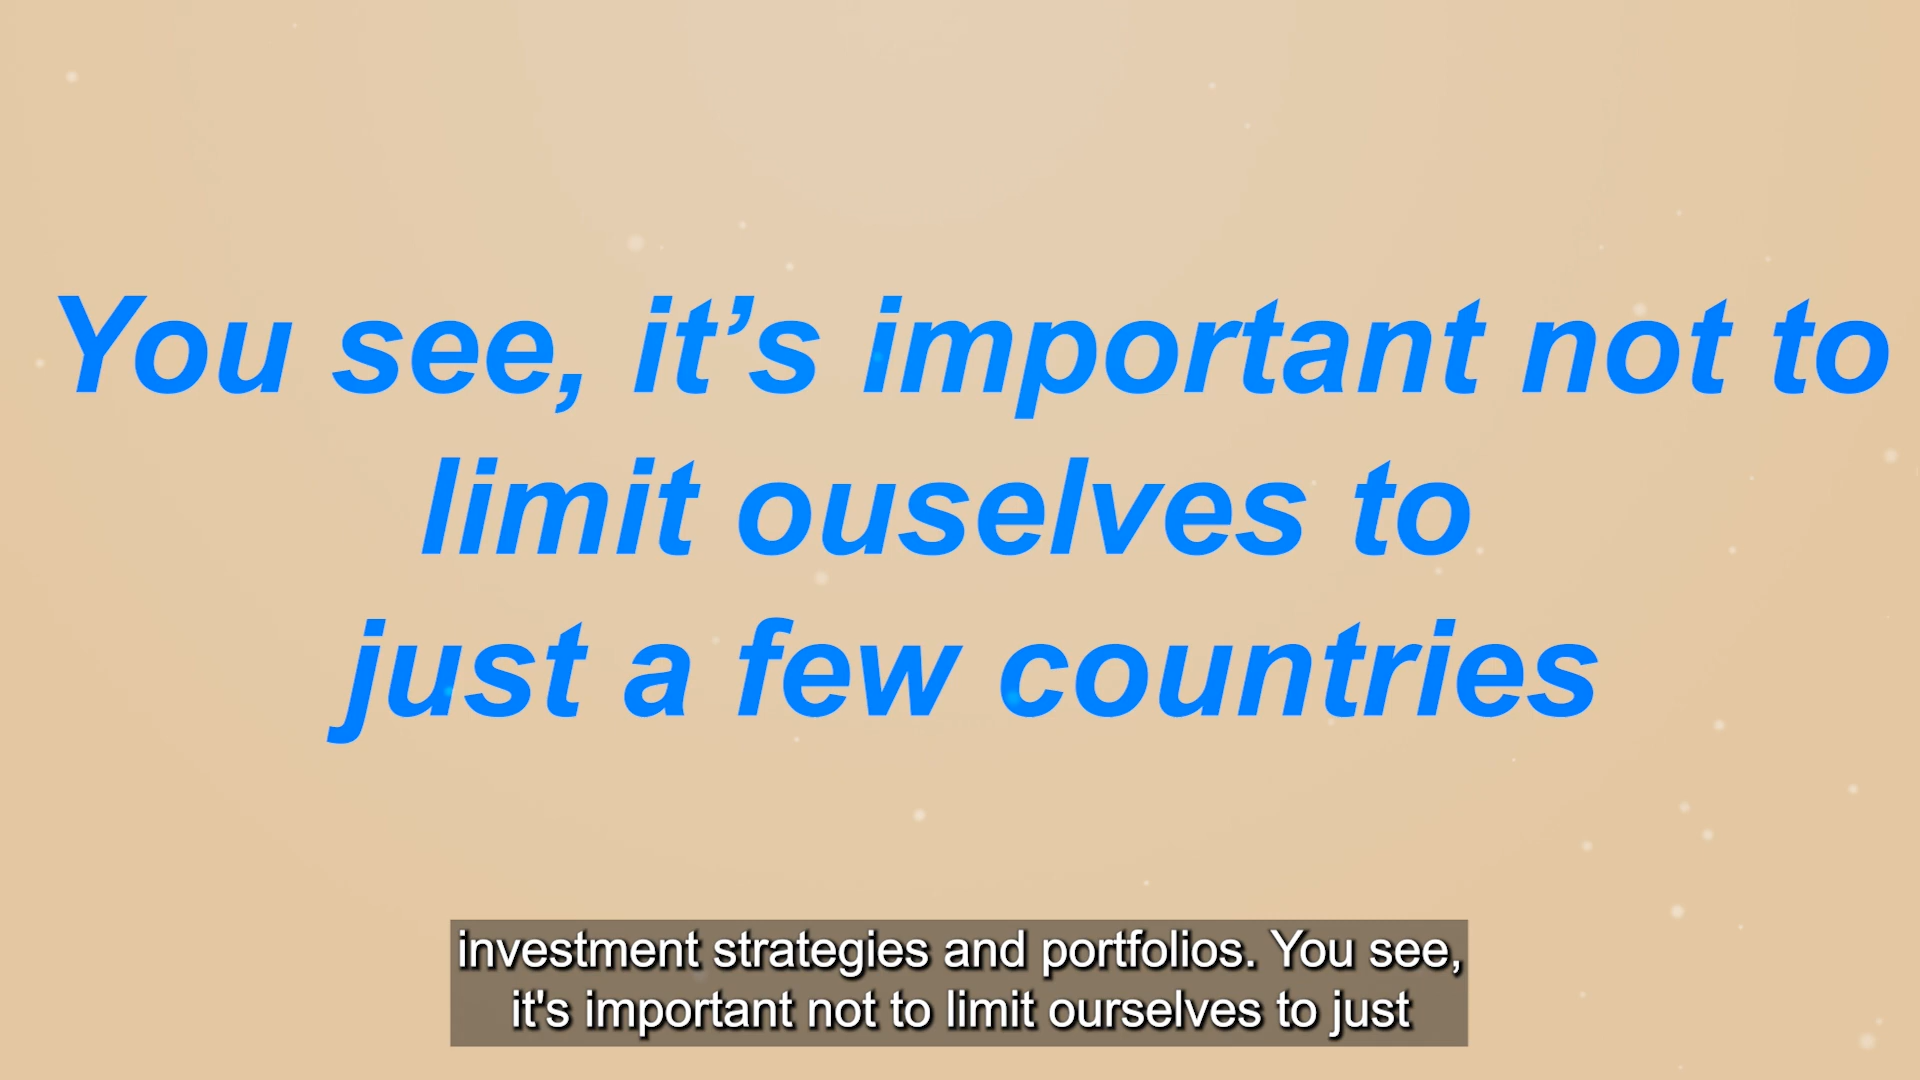 You see, it’s important not to
limit ouselves to
just a few countries
investment strategies and portfolios. You see,
it's important not to limit ourselves to just